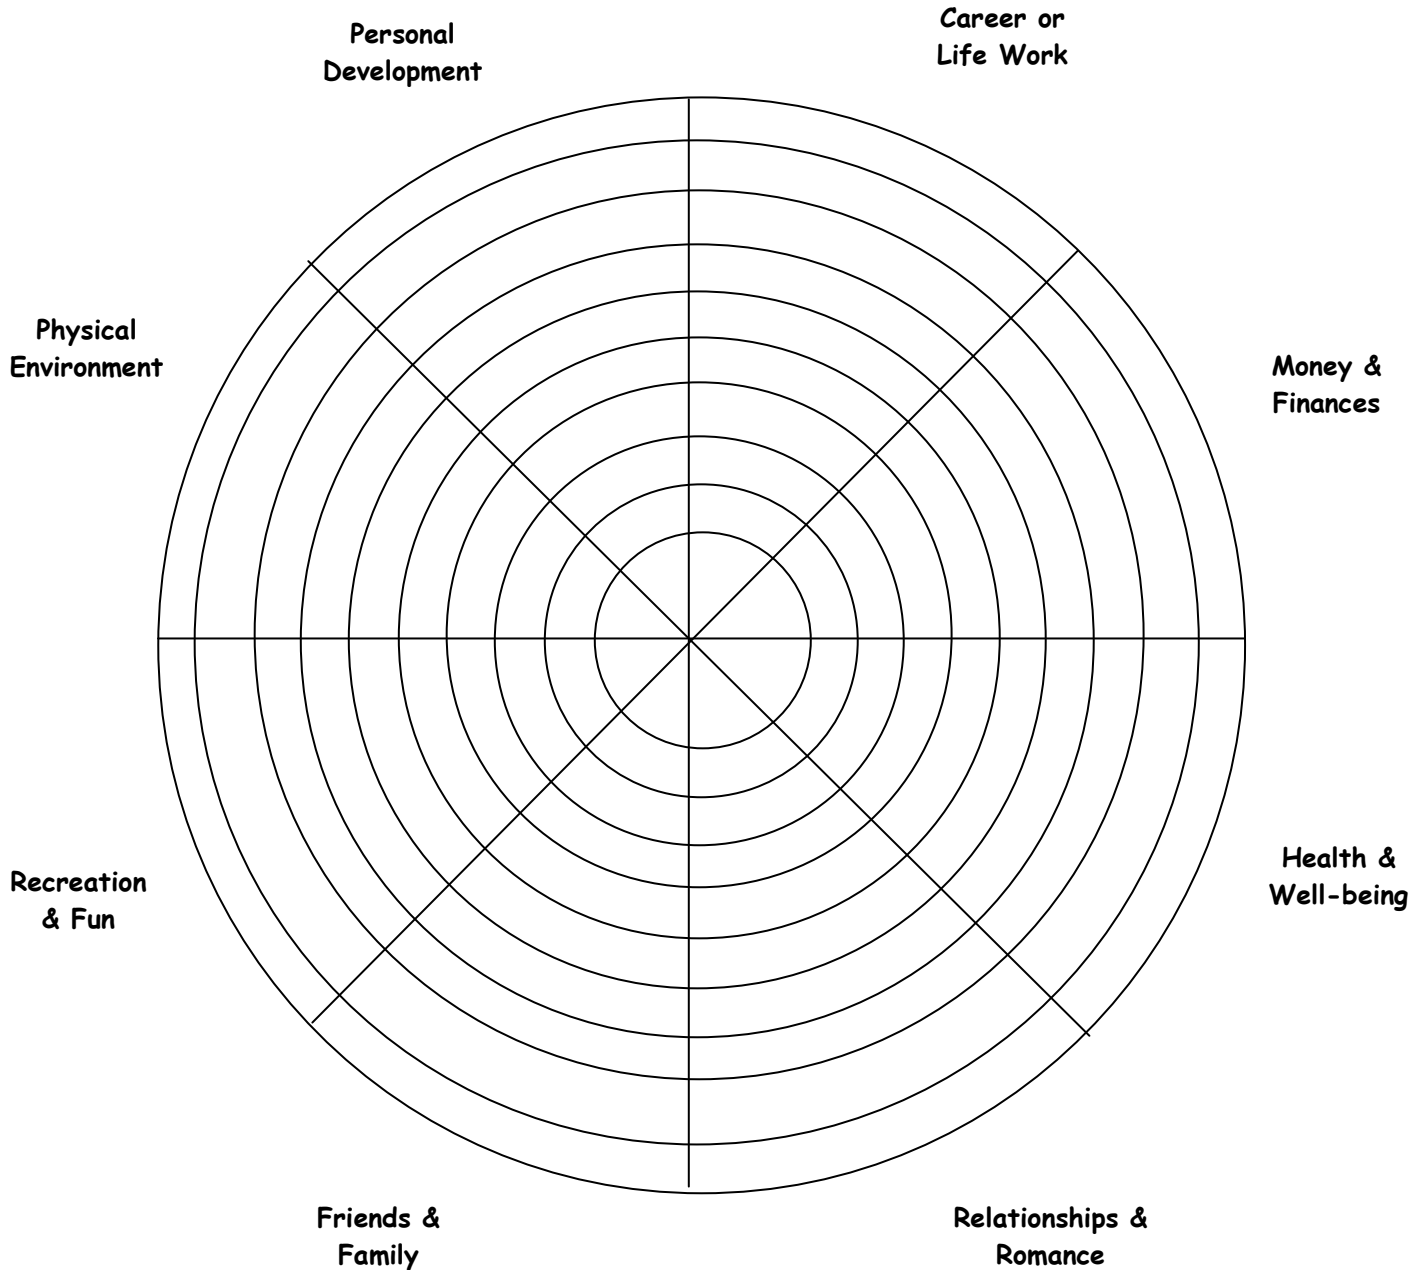 Personal
Development
Career or
Life Work
Physical
Environment
Money &
Finances
Recreation
& Fun
Health &
Well-being
Friends &
Family
Relationships &
Romance